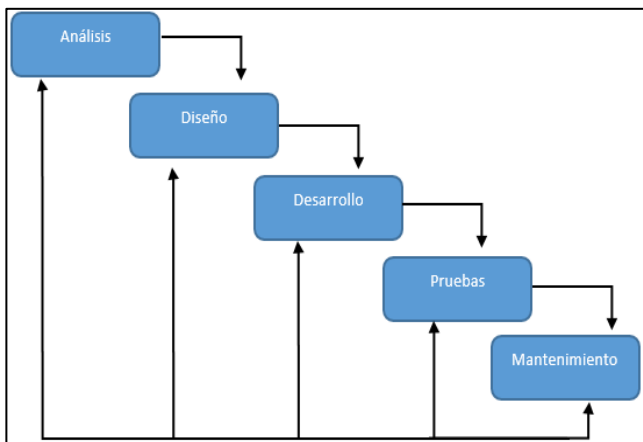 Análisis
Diseño
Desarrollo
Pruebas
Mantenimiento